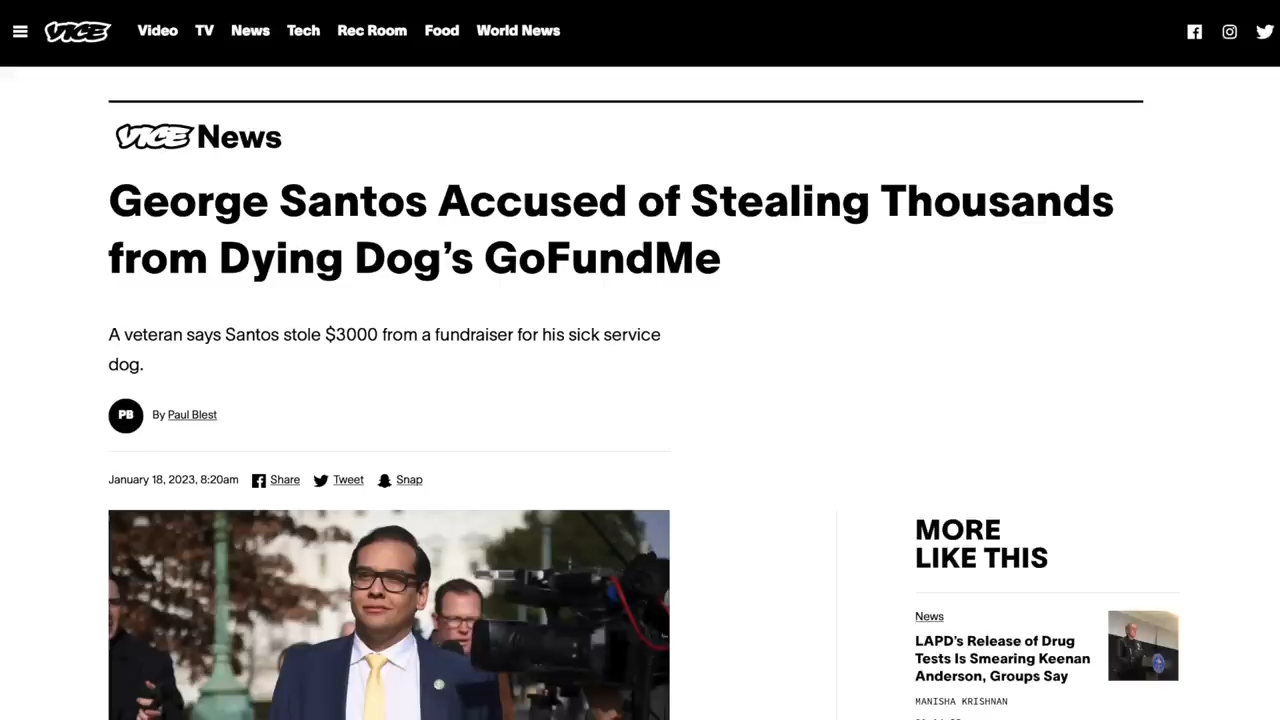 VICE Video TV News Tech Rec Room Food World News
VICE News
George Santos Accused of Stealing Thousands
from Dying Dog's GoFundMe
A veteran says Santos stole $3000 from a fundraiser for his sick service
dog.
PB By Paul Blest
January 18, 2023, 8:20am Share Tweet Snap
MORE
LIKE THIS
News
LAPD's Release of Drug
Tests Is Smearing Keenan
Anderson, Groups Say
MANISHA KRISHNAN